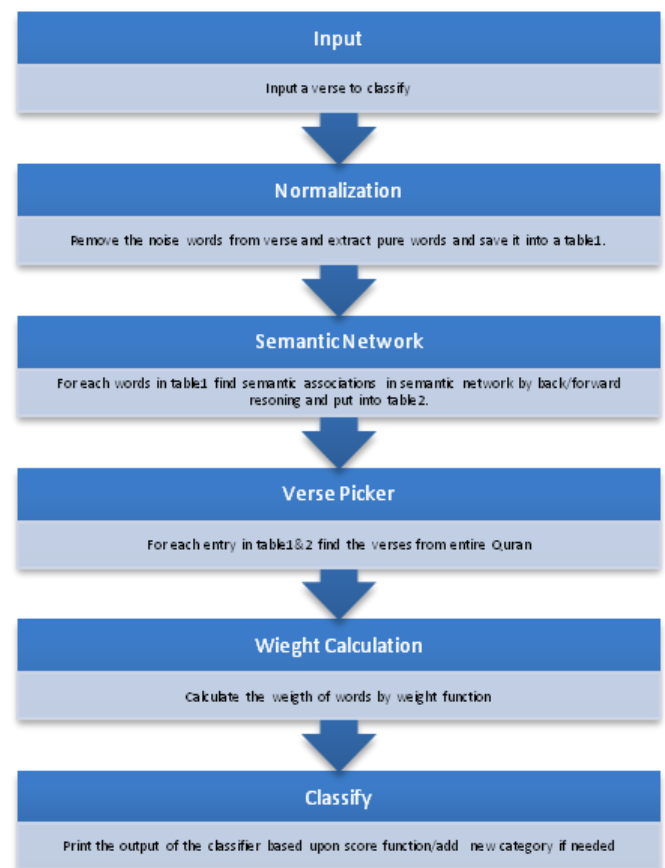 Input
Input a verse to classify
Normalization
Remove the noise words from verse and extract pure words and save it into a table1.
Semantic Network
For each words in table1 find semantic associations in semantic network by back/forward
resoning and put into table2.
Verse Picker
For each entry in table1&2 find the verses from entire Quran
Wieght Calculation
Calculate the weigth of words by weight function
Classify
Print the output of the classifier based upon score function/add new category if needed